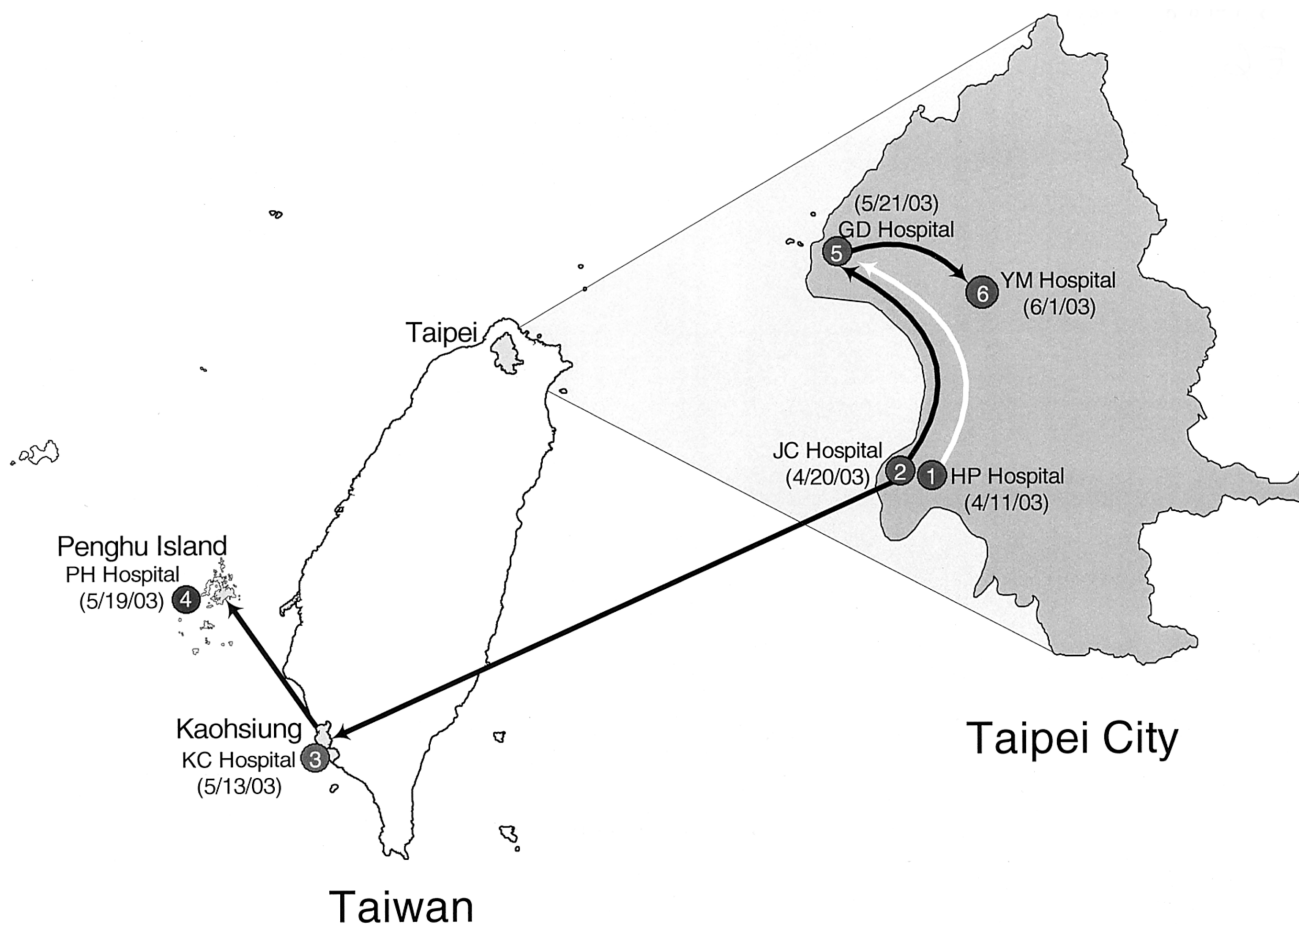 (5/21/03)
GD Hospital
5
6
YM Hospital
(6/1/03)
Taipei
JC Hospital
(4/20/03)
2
1
HP Hospital
(4/11/03)
Penghu Island
PH Hospital
(5/19/03)
4
Kaohsiung
KC Hospital
(5/13/03)
3
Taipei City
Taiwan